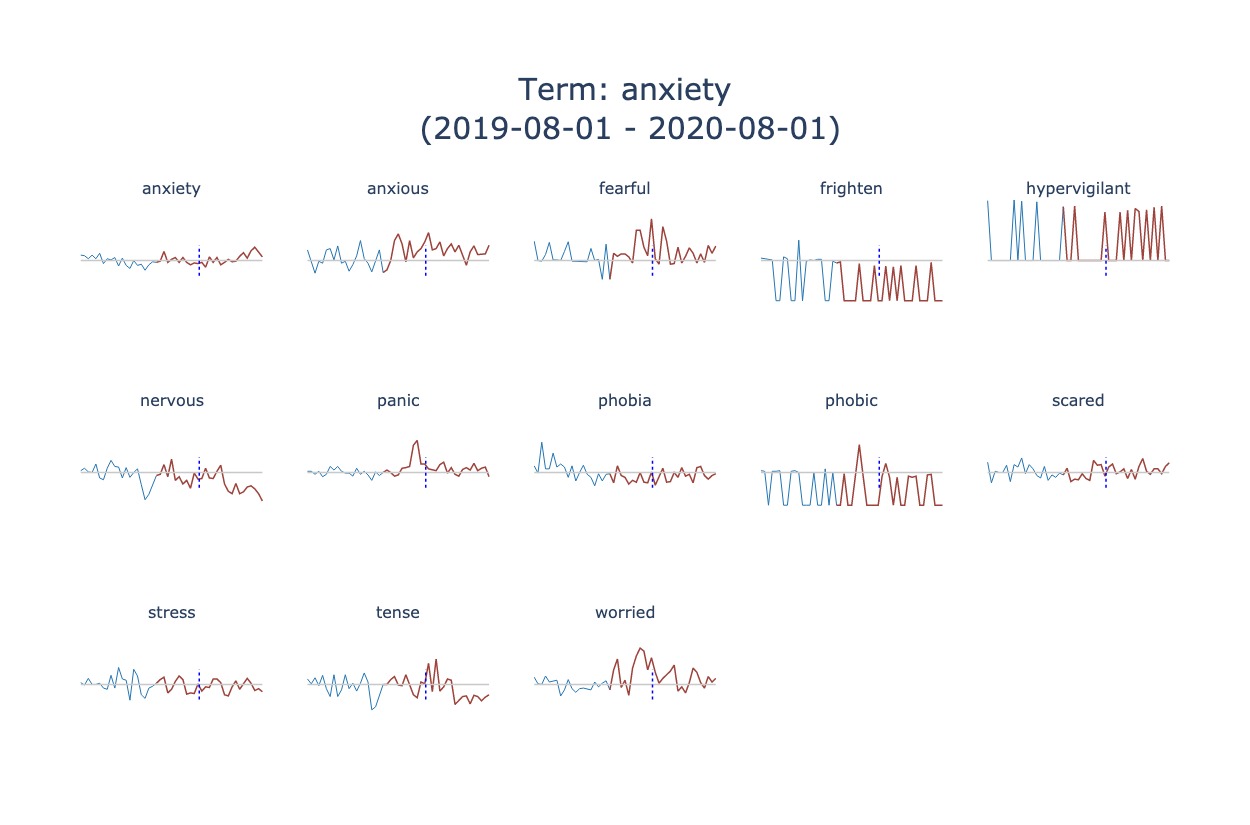 Term: anxiety
(2019-08-01 - 2020-08-01)
anxiety
anxious
fearful
frighten
hypervigilant
nervous
panic
phobia
phobic
scared
stress
tense
worried